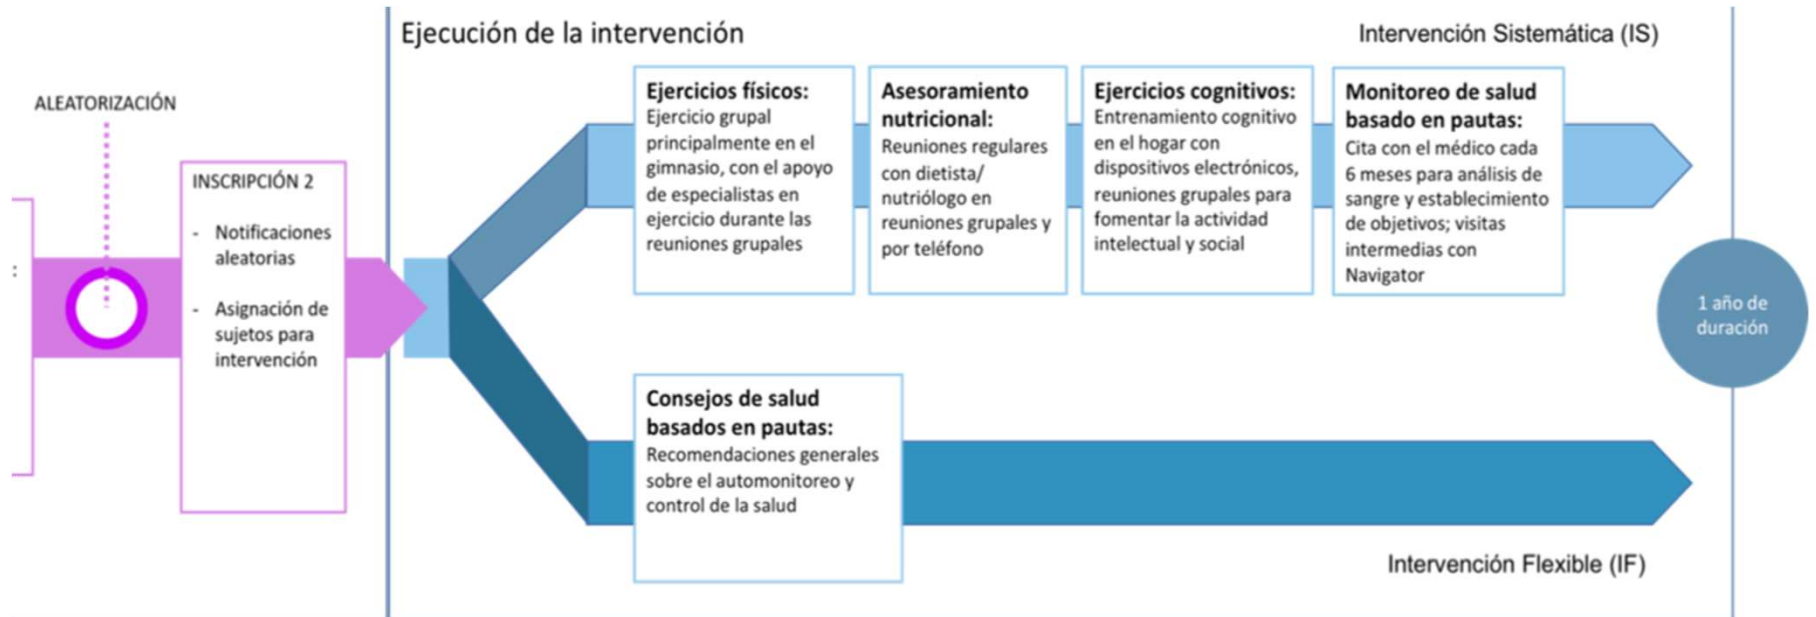 Ejecución de la intervención
Intervención Sistemática (IS)
ALEATORIZACIÓN
:
INSCRIPCIÓN 2
- Notificaciones
aleatorias
- Asignación de
sujetos para
intervención
Ejercicios físicos:
Ejercicio grupal
principalmente en el
gimnasio, con el apoyo
de especialistas en
ejercicio durante las
reuniones grupales
Asesoramiento
nutricional:
Reuniones regulares
con dietista/
nutriólogo en
reuniones grupales y
por teléfono
Ejercicios cognitivos:
Entrenamiento cognitivo
en el hogar con
dispositivos electrónicos,
reuniones grupales para
fomentar la actividad
intelectual y social
Monitoreo de salud
basado en pautas:
Cita con el médico cada
6 meses para análisis de
sangre y establecimiento
de objetivos; visitas
intermedias con
Navigator
1 año de
duración
Consejos de salud
basados en pautas:
Recomendaciones generales
sobre el automonitoreo y
control de la salud
Intervención Flexible (IF)